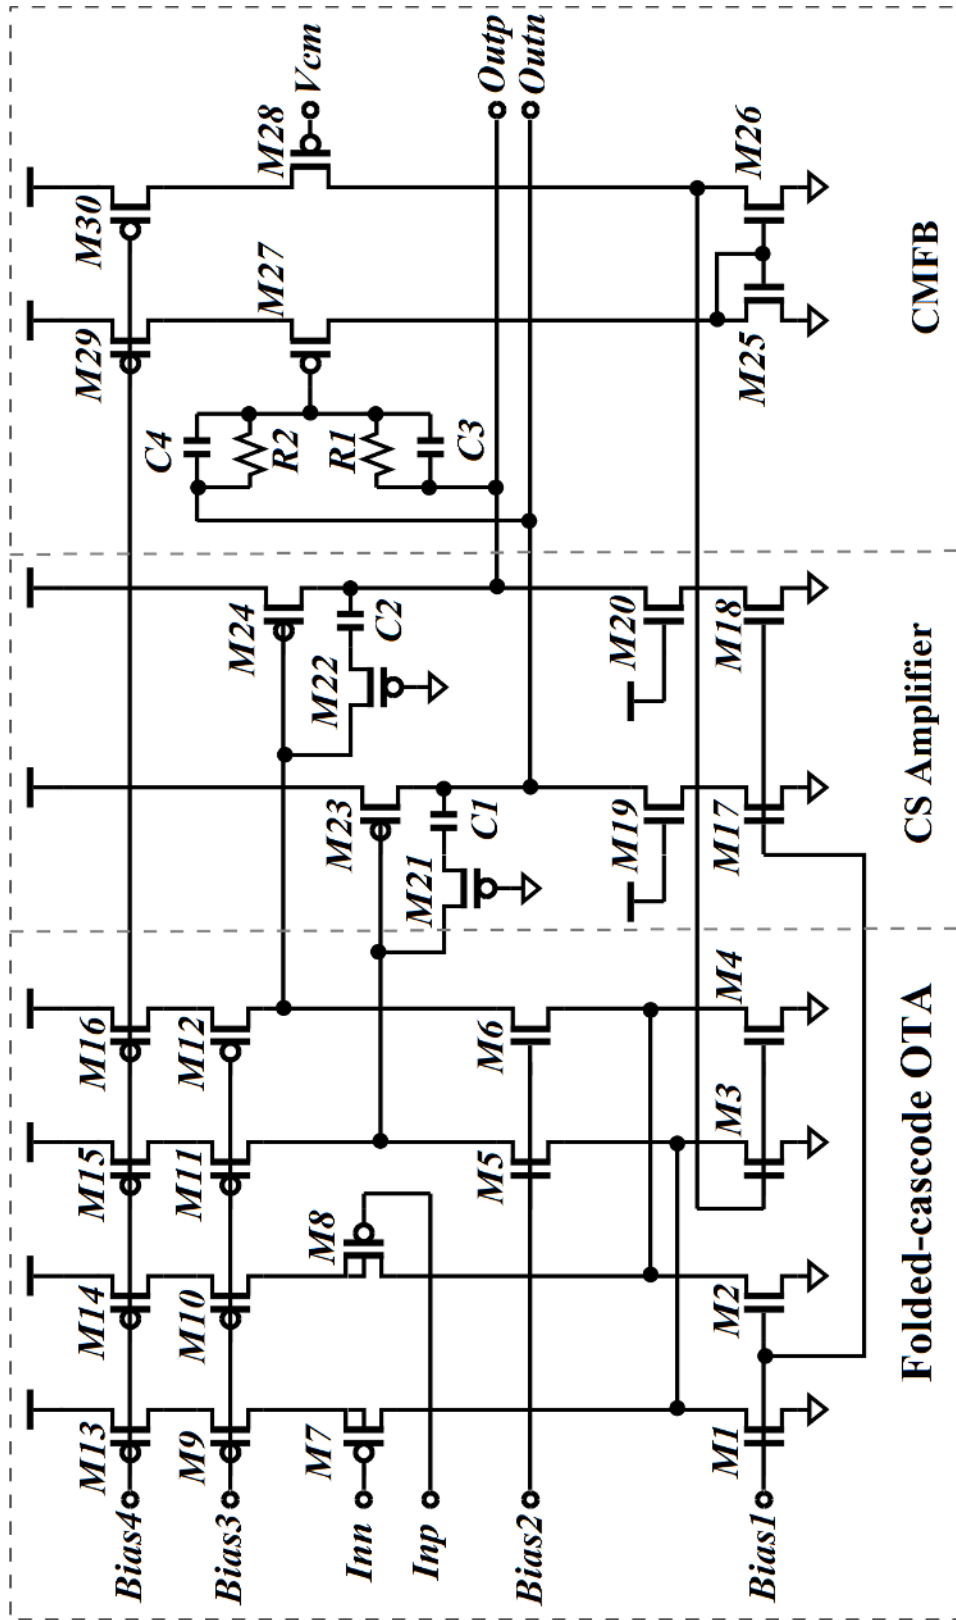 Bias4
Bias3
Inn
Inp
Bias2
Bias1
M13
M9
M7
M1
M14
M10
M8
M2
M15
M11
M5
M3
M16
M12
M6
M4
Folded-cascode OTA
M23
M21
C1
M19
M17
M24
M22
C2
M20
M18
CS Amplifier
C4
R2
R1
C3
M29
M27
M25
M30
M28
M26
Vcm
Outp
Outn
CMFB